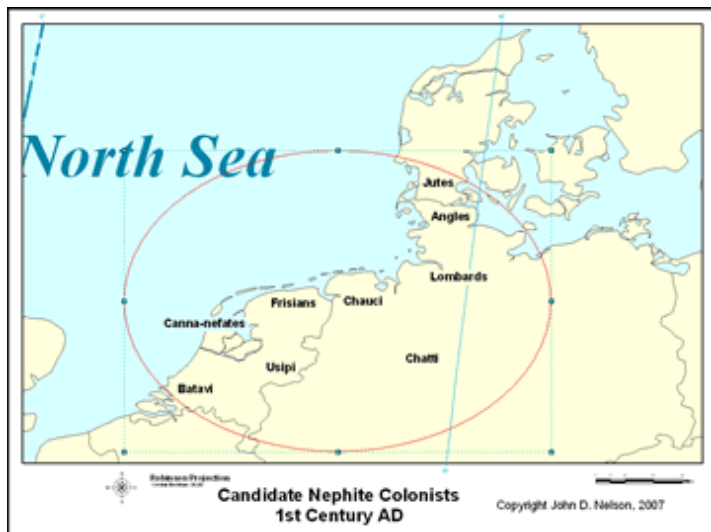 North Sea
Jutes
Angles
Lombards
Frisians
Chauci
Canna-nefates
Chatti
Usipi
Batavi
Robinson Projection
Candidate Nephite Colonists
1st Century AD
Copyright John D. Nelson, 2007